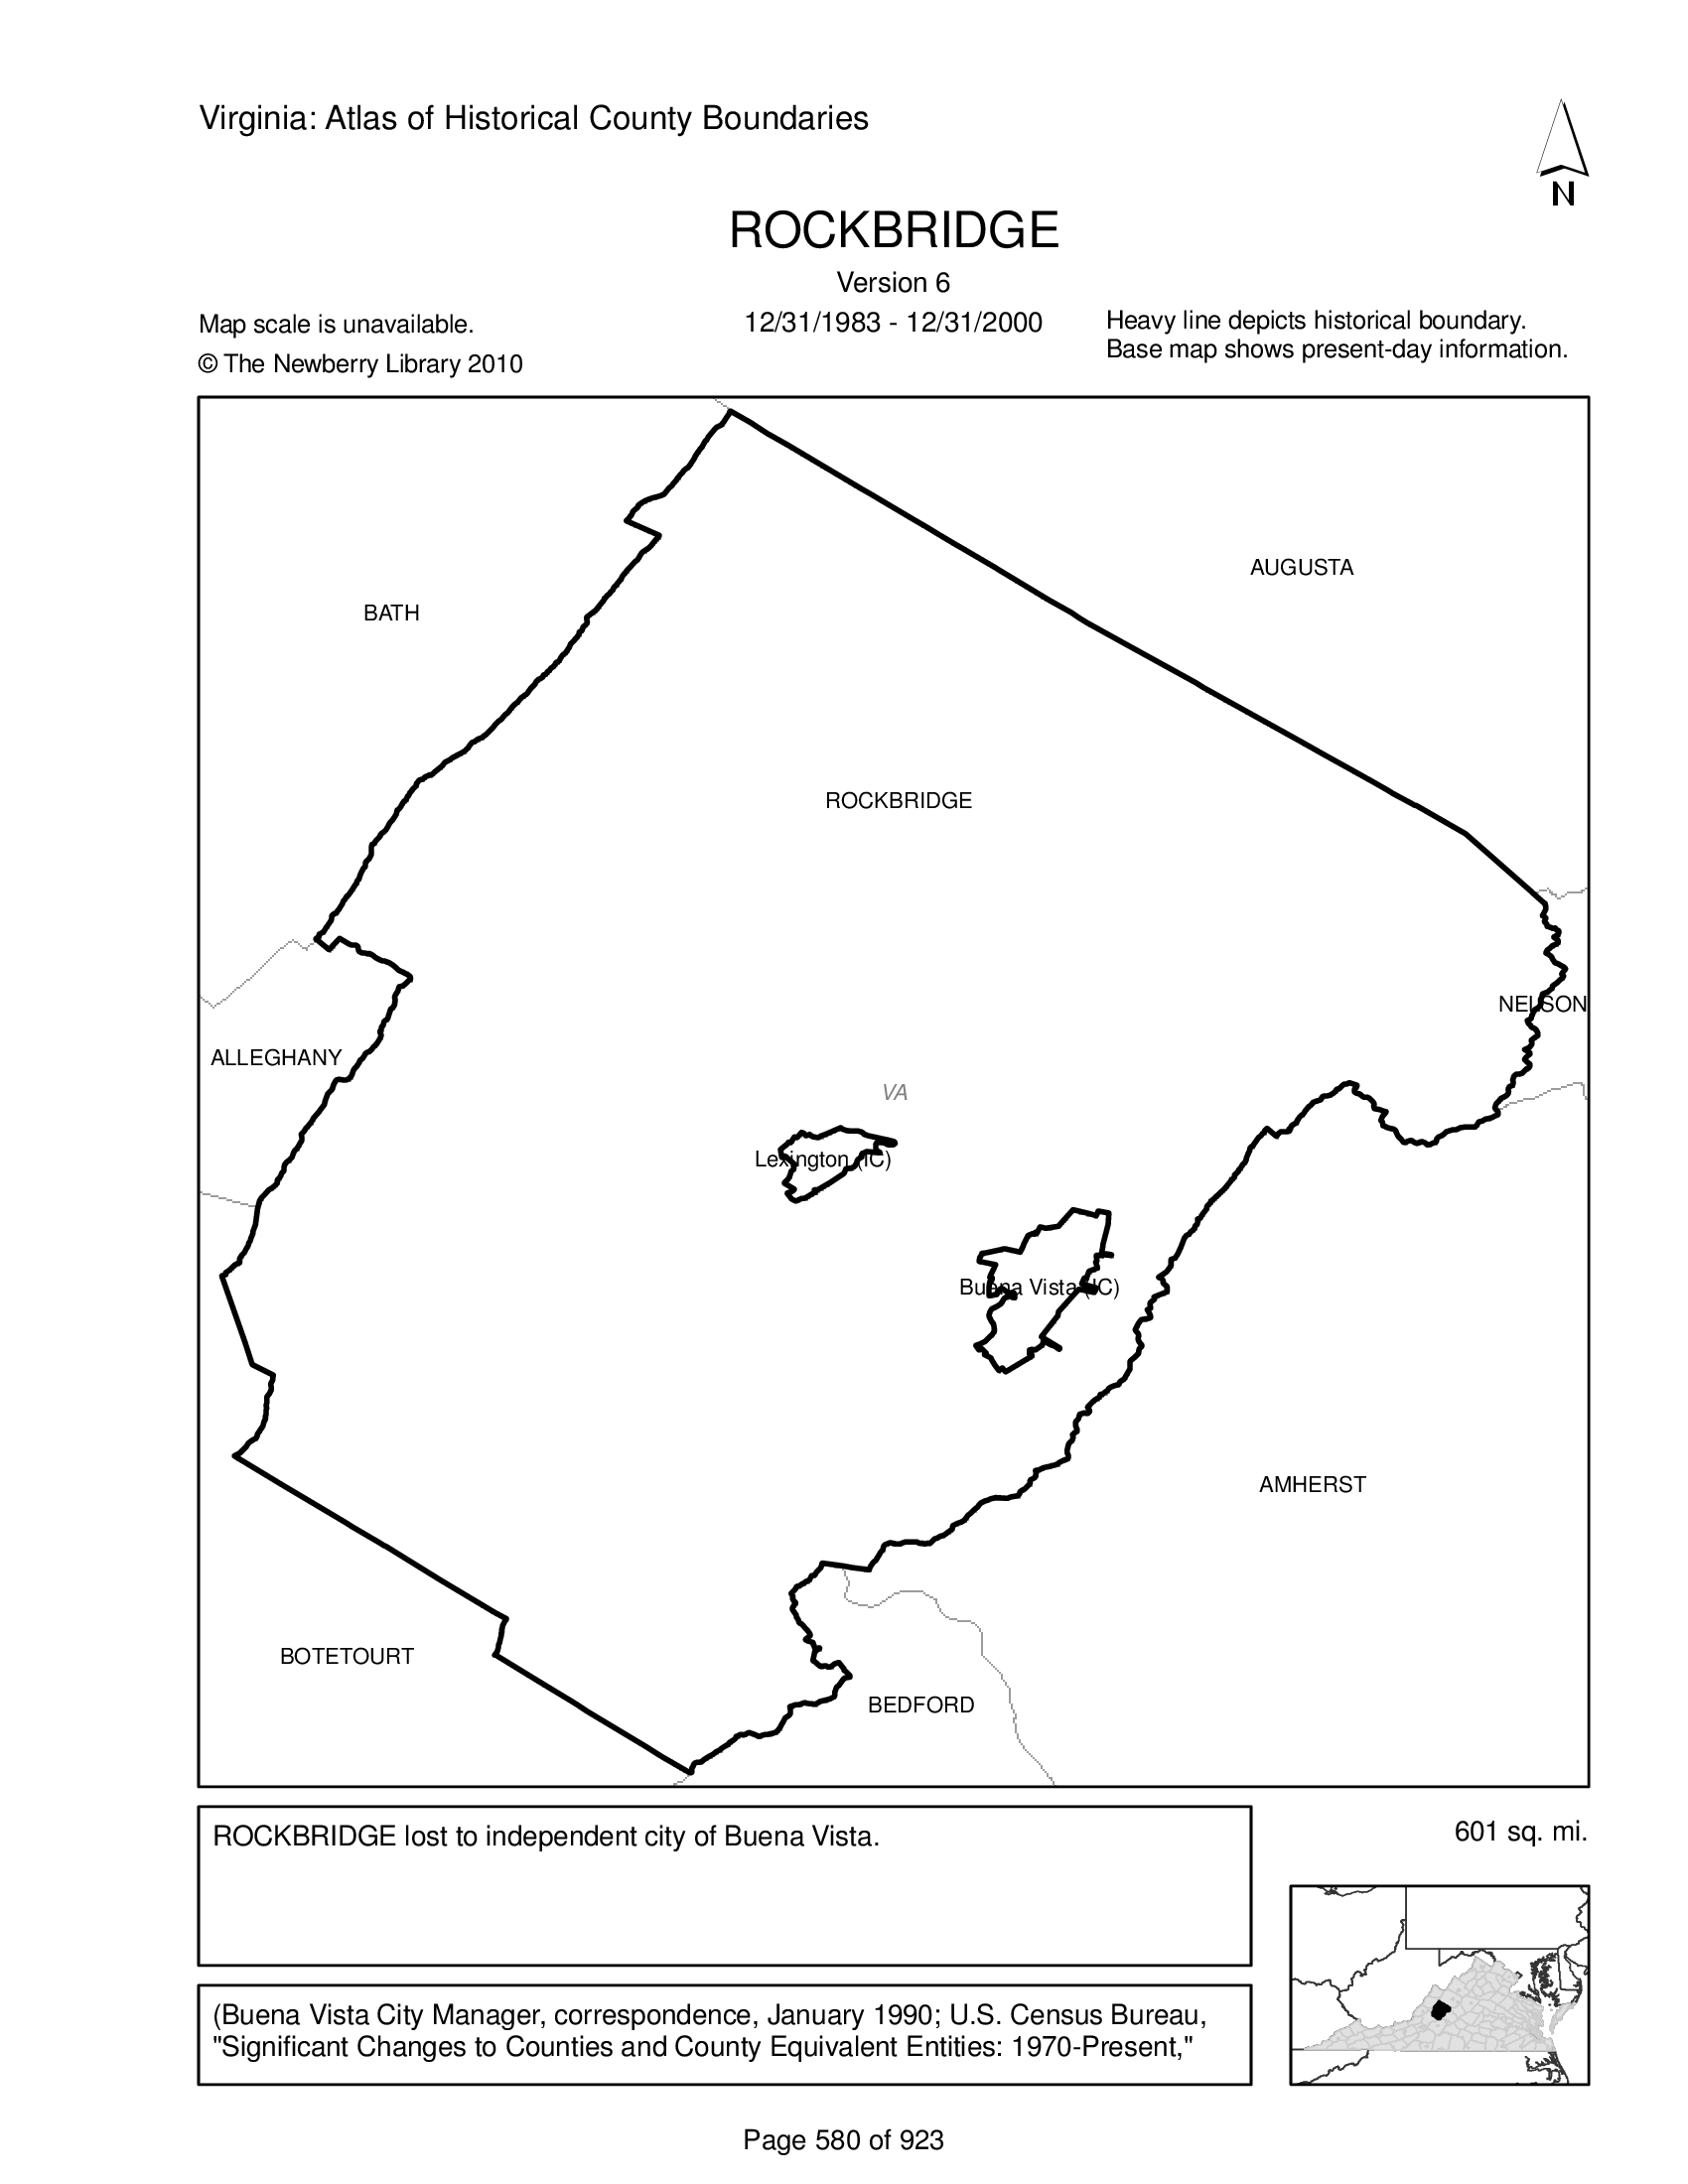 Virginia: Atlas of Historical County Boundaries
N
ROCKBRIDGE
Version 6
12/31/1983 - 12/31/2000
Map scale is unavailable.
© The Newberry Library 2010
Heavy line depicts historical boundary.
Base map shows present-day information.
AUGUSTA
BATH
ROCKBRIDGE
NELSON
ALLEGHANY
VA
Lexington (IC)
Buena Vista (IC)
AMHERST
BOTETOURT
BEDFORD
ROCKBRIDGE lost to independent city of Buena Vista.
601 sq. mi.
(Buena Vista City Manager, correspondence, January 1990; U.S. Census Bureau,
"Significant Changes to Counties and County Equivalent Entities: 1970-Present,"
Page 580 of 923